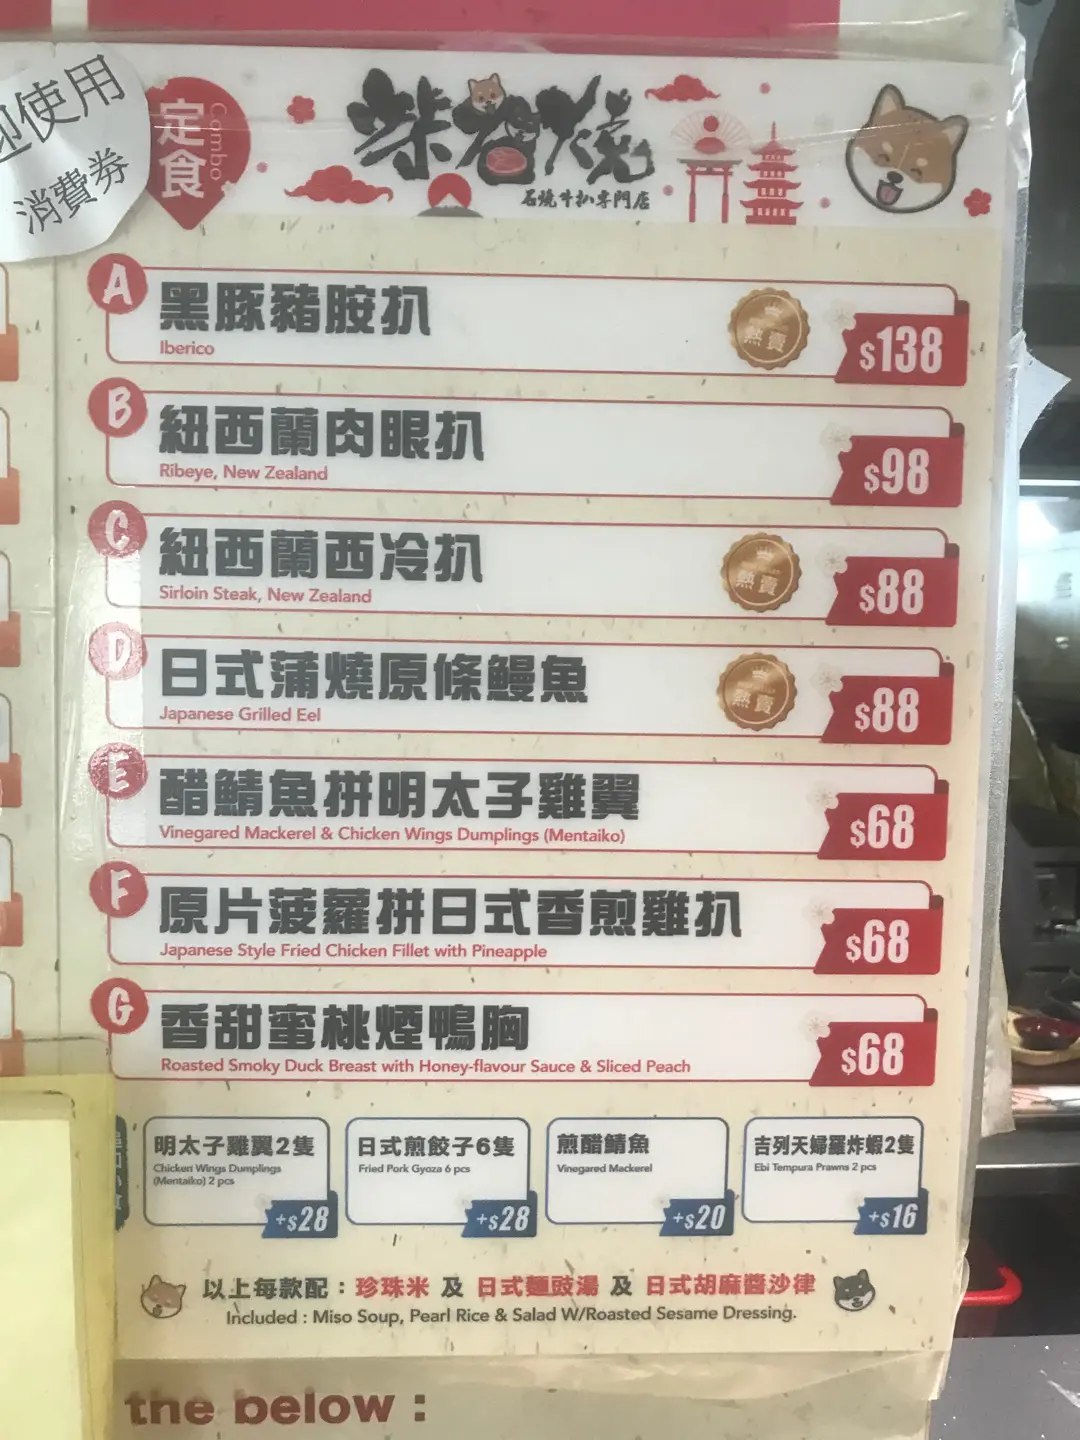 迎使用
消費券
定食
Combo
柴谷燒
石燒牛扒專門店
A
黑豚豬胺扒
Iberico
熱賣
$138
B
紐西蘭肉眼扒
Ribeye, New Zealand
$98
C
紐西蘭西冷扒
Sirloin Steak, New Zealand
熱賣
$88
D
日式蒲燒原條鰻魚
Japanese Grilled Eel
熱賣
$88
E
醋鯖魚拼明太子雞翼
Vinegared Mackerel & Chicken Wings Dumplings (Mentaiko)
$68
F
原片菠蘿拼日式香煎雞扒
Japanese Style Fried Chicken Fillet with Pineapple
$68
G
香甜蜜桃煙鴨胸
Roasted Smoky Duck Breast with Honey-flavour Sauce & Sliced Peach
$68
明太子雞翼2隻
Chicken Wings Dumplings
(Mentaiko) 2 pcs
+$28
日式煎餃子6隻
Fried Pork Gyoza 6 pcs
+$28
煎醋鯖魚
Vinegared Mackerel
+$20
吉列天婦羅炸蝦2隻
Ebi Tempura Prawns 2 pcs
+$16
以上每款配：珍珠米 及 日式麵豉湯 及 日式胡麻醬沙律
Included : Miso Soup, Pearl Rice & Salad W/Roasted Sesame Dressing.
the below :